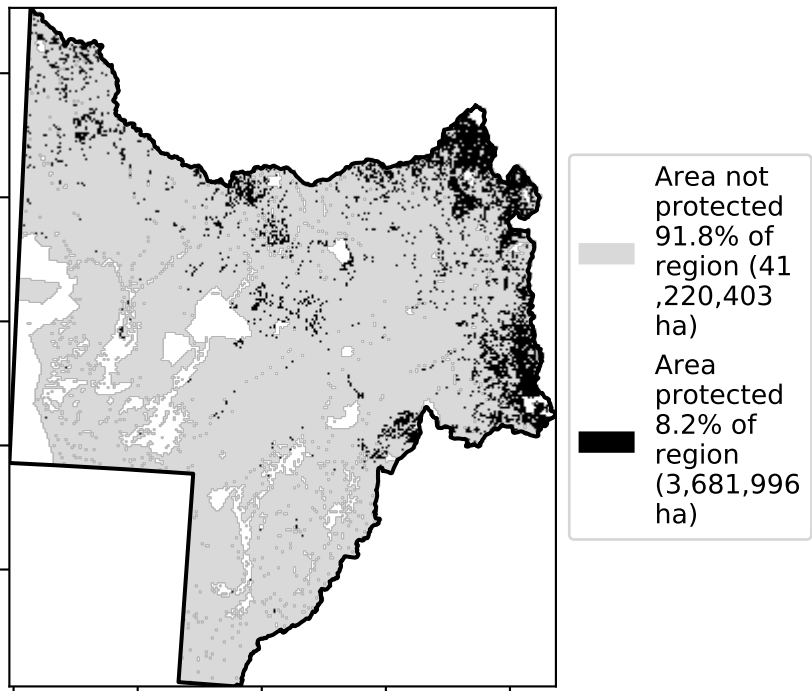 Area not
protected
91.8% of
region (41
,220,403
ha)
Area
protected
8.2% of
region
(3,681,996
ha)